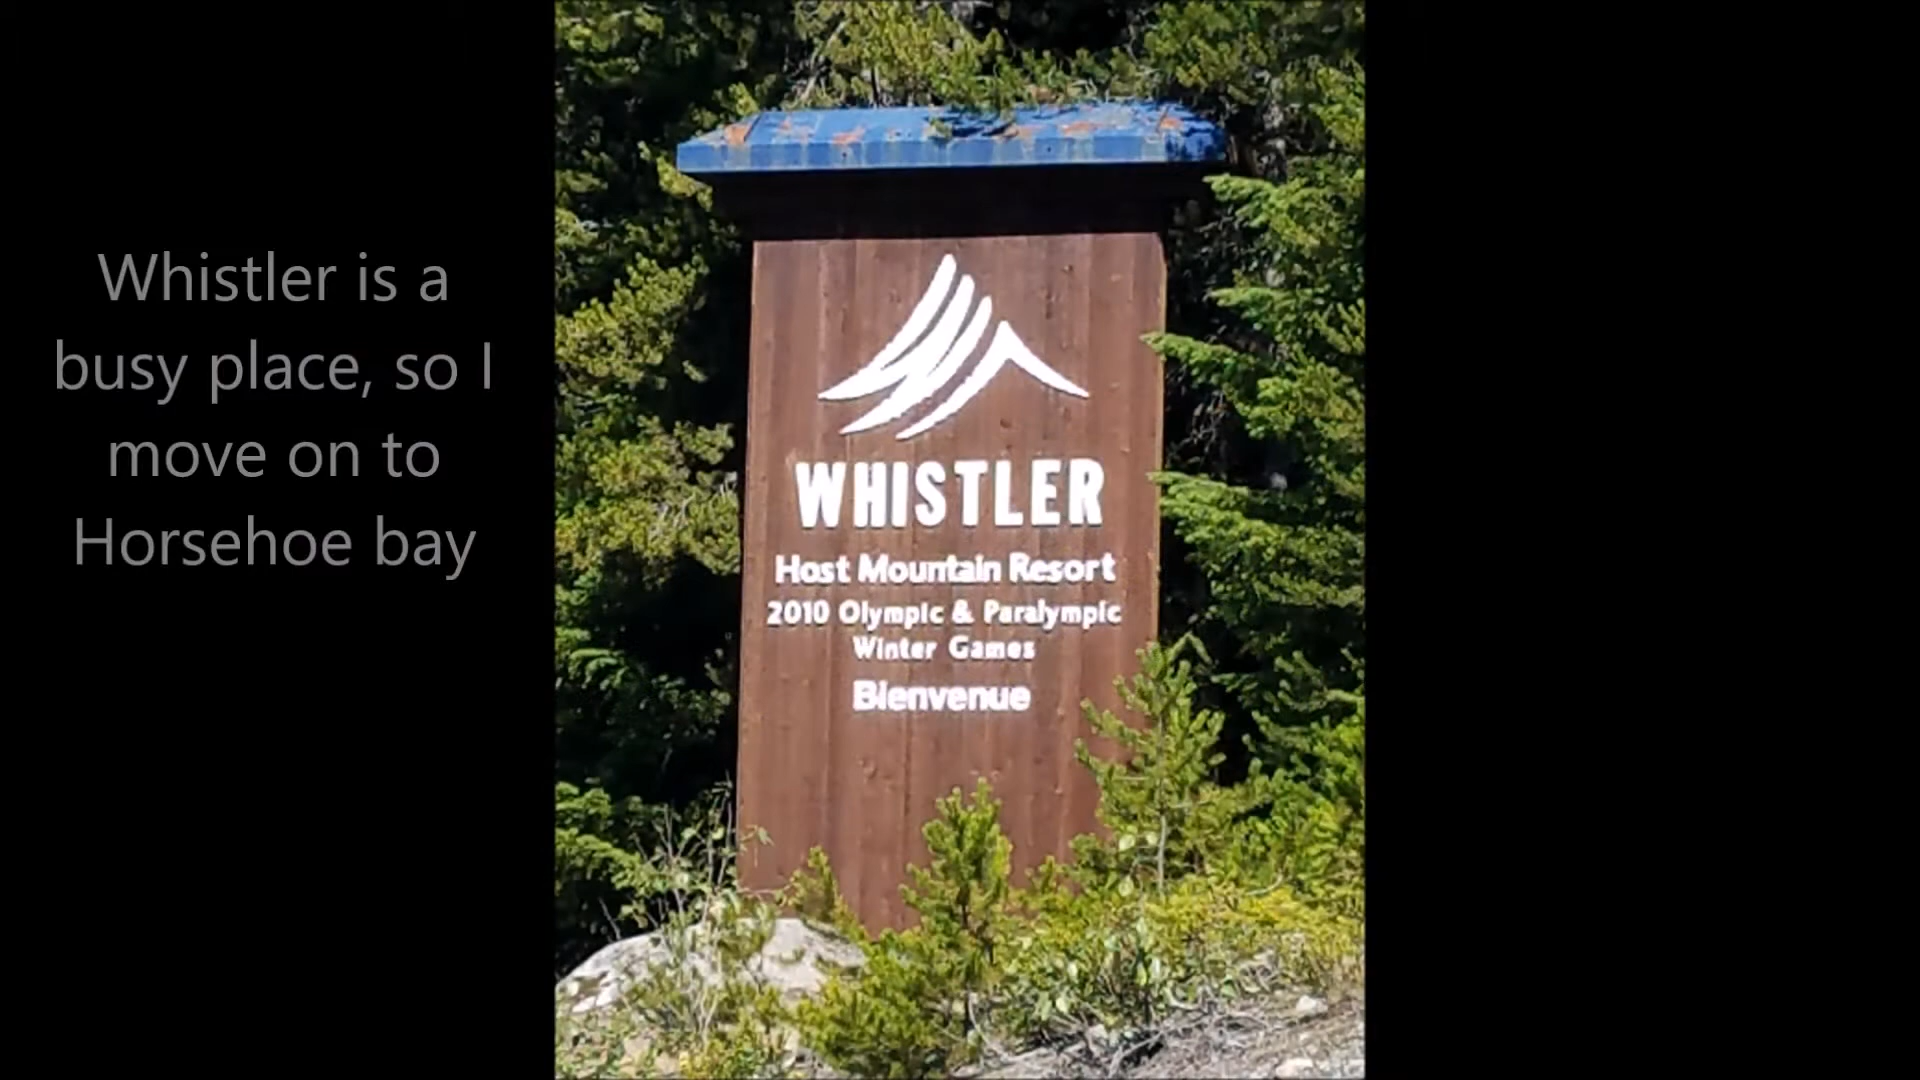 Whistler is a
busy place, so I
move on to
Horsehoe bay
WHISTLER
Host Mountain Resort
2010 Olympic & Paralympic
Winter Games
Bienvenue